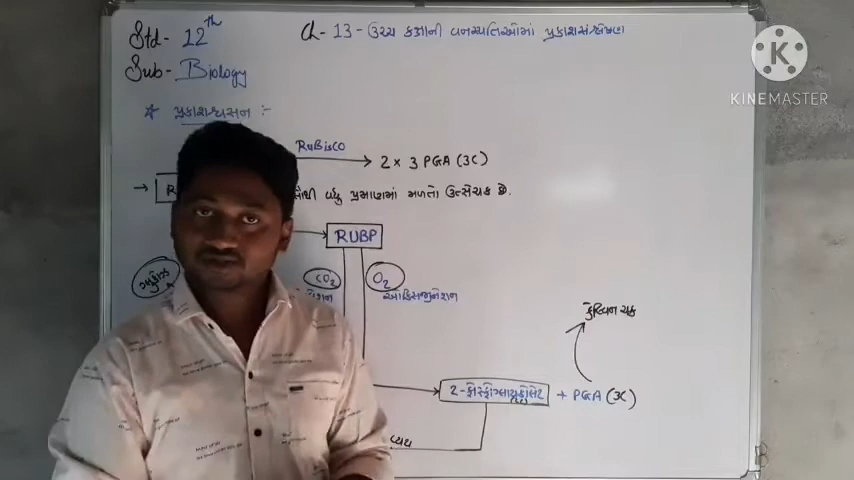 Std- 12th
Ch- 13 - ઉચ્ચ કક્ષાની વનસ્પતિઓમાં પ્રકાશસંશ્લેષણ
Sub- Biology
☆ પ્રકાશશ્વસન :-
RuBisCO
→ 2 × 3 PGA (3C)
→ R
વધુ પ્રમાણમાં મળતો ઉત્સેચક છે.
RUBP
CO2
O2
ઓક્સિજીનેશન
કેલ્વિન ચક્ર
2-ફોસ્ફોગ્લાયકોલેટ + PGA (3C)
વ્યય
B
K
KINEMASTER